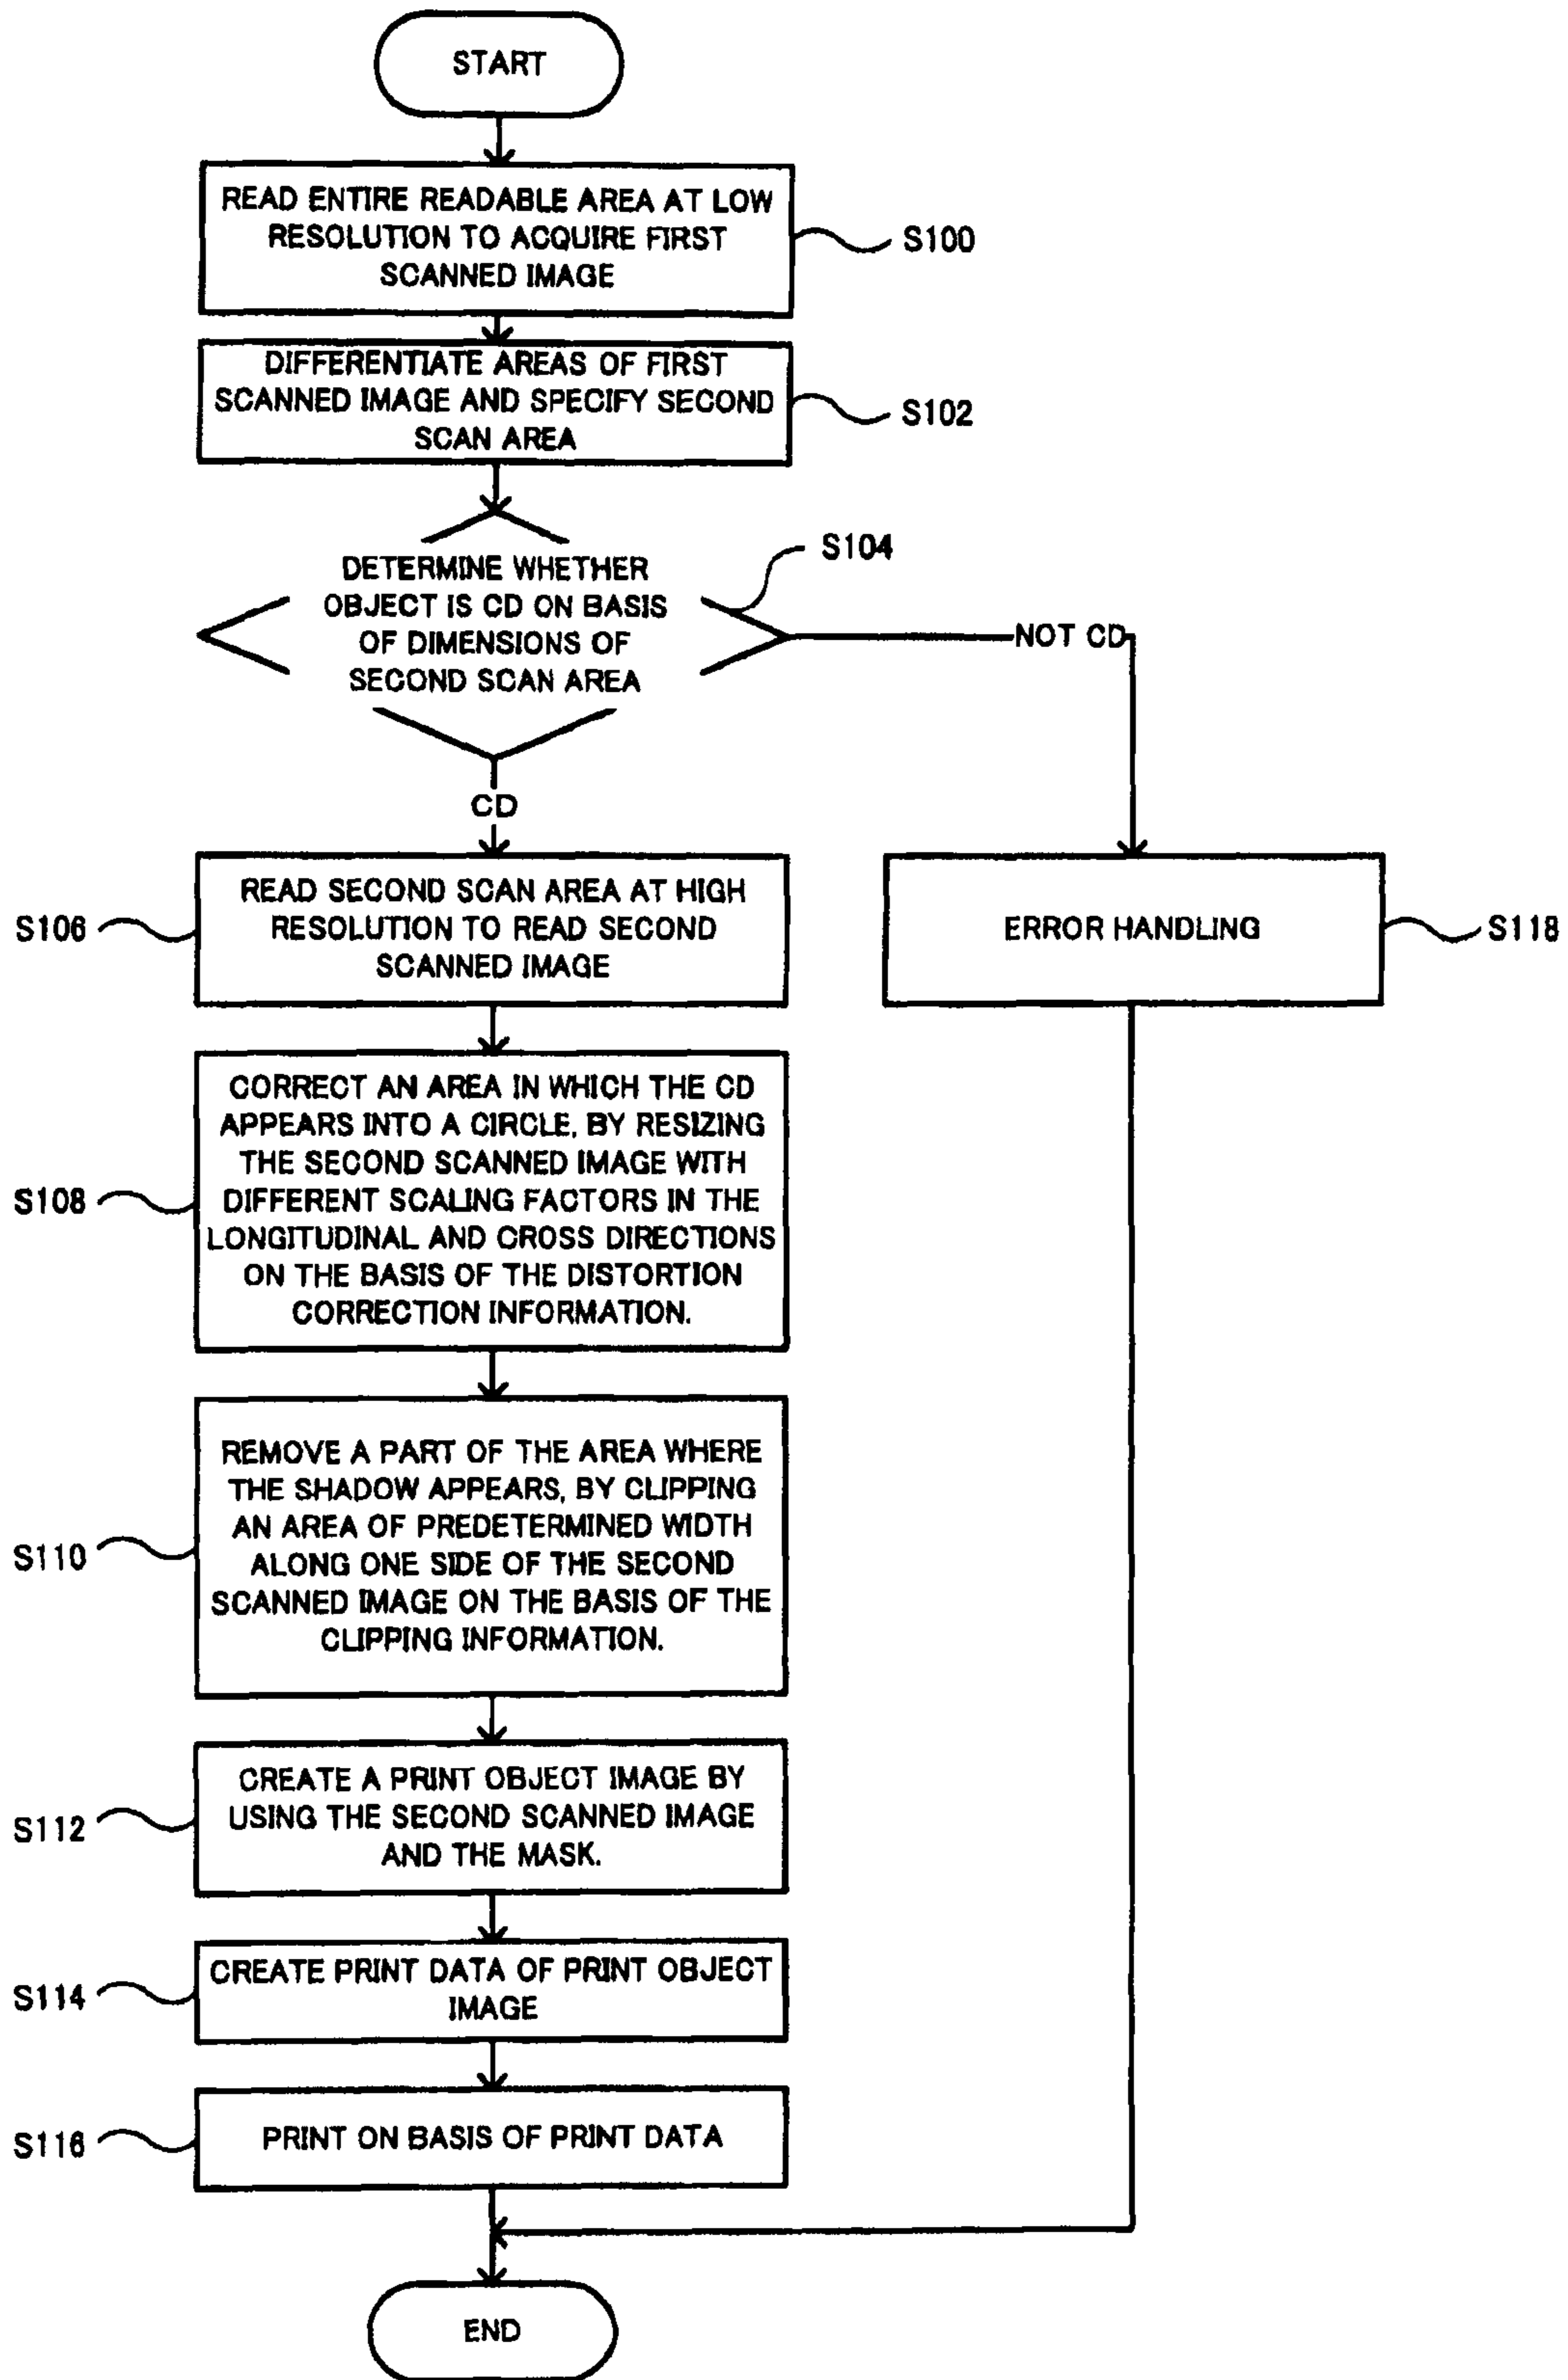 START
READ ENTIRE READABLE AREA AT LOW
RESOLUTION TO ACQUIRE FIRST
SCANNED IMAGE
S100
DIFFERENTIATE AREAS OF FIRST
SCANNED IMAGE AND SPECIFY SECOND
SCAN AREA
S102
DETERMINE WHETHER
OBJECT IS CD ON BASIS
OF DIMENSIONS OF
SECOND SCAN AREA
S104
NOT CD
CD
S106
READ SECOND SCAN AREA AT HIGH
RESOLUTION TO READ SECOND
SCANNED IMAGE
ERROR HANDLING
S118
S108
CORRECT AN AREA IN WHICH THE CD
APPEARS INTO A CIRCLE, BY RESIZING
THE SECOND SCANNED IMAGE WITH
DIFFERENT SCALING FACTORS IN THE
LONGITUDINAL AND CROSS DIRECTIONS
ON THE BASIS OF THE DISTORTION
CORRECTION INFORMATION.
S110
REMOVE A PART OF THE AREA WHERE
THE SHADOW APPEARS, BY CLIPPING
AN AREA OF PREDETERMINED WIDTH
ALONG ONE SIDE OF THE SECOND
SCANNED IMAGE ON THE BASIS OF THE
CLIPPING INFORMATION.
S112
CREATE A PRINT OBJECT IMAGE BY
USING THE SECOND SCANNED IMAGE
AND THE MASK.
S114
CREATE PRINT DATA OF PRINT OBJECT
IMAGE
S116
PRINT ON BASIS OF PRINT DATA
END